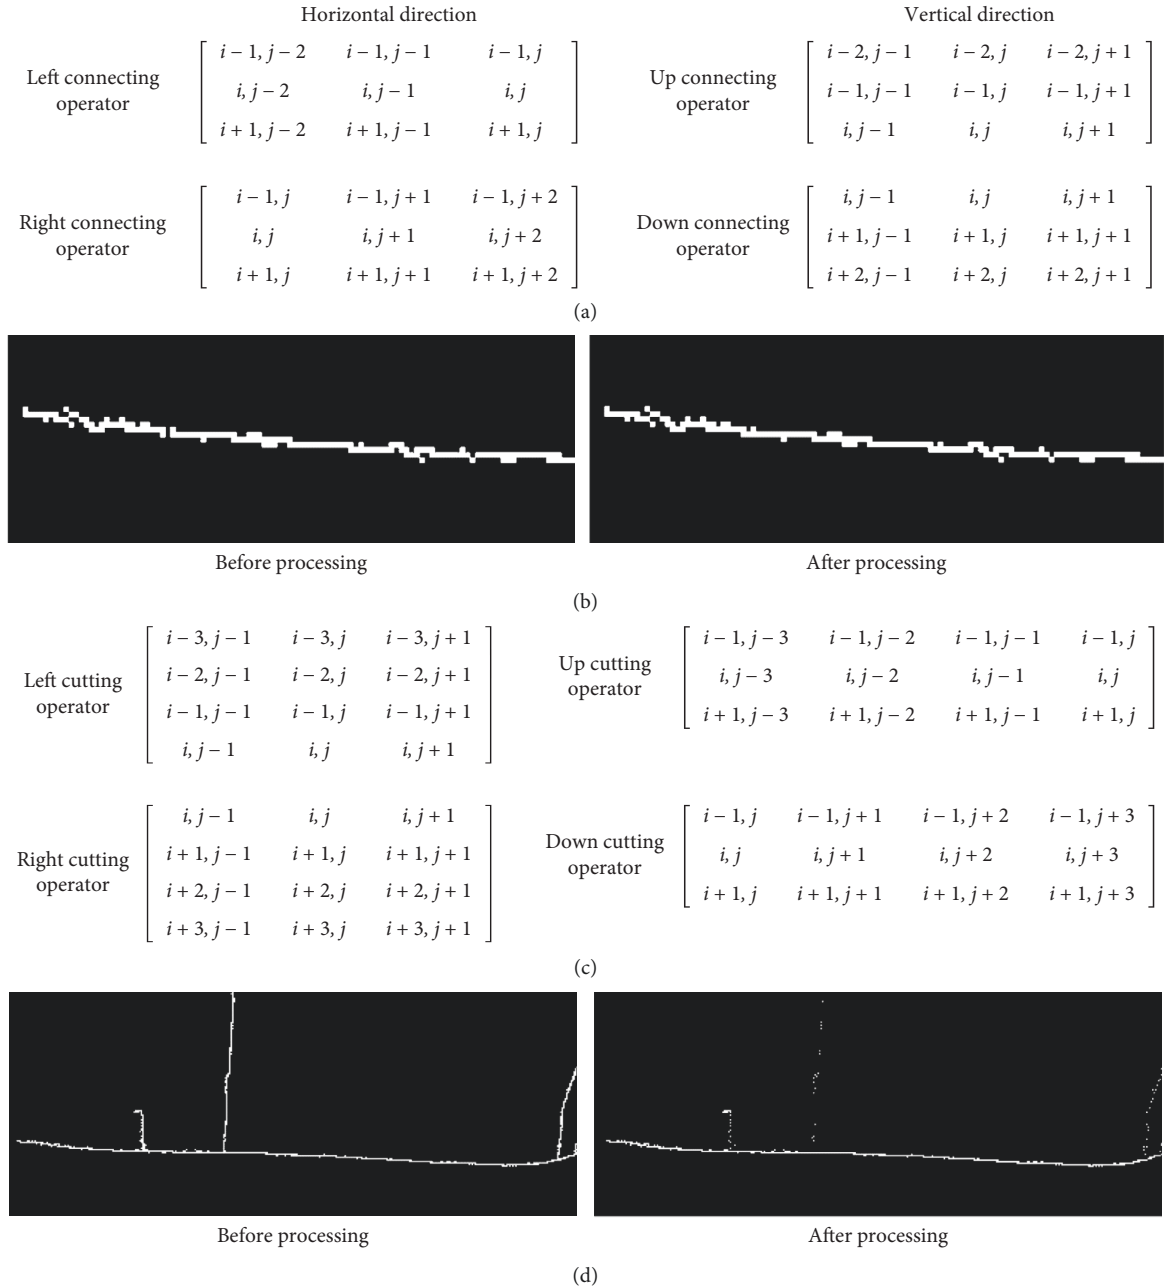 Horizontal direction
Vertical direction
Left connecting
operator
i − 1, j − 2 i − 1, j − 1 i − 1, j
i, j − 2 i, j − 1 i, j
i + 1, j − 2 i + 1, j − 1 i + 1, j
Up connecting
operator
i − 2, j − 1 i − 2, j i − 2, j + 1
i − 1, j − 1 i − 1, j i − 1, j + 1
i, j − 1 i, j i, j + 1
Right connecting
operator
i − 1, j i − 1, j + 1 i − 1, j + 2
i, j i, j + 1 i, j + 2
i + 1, j i + 1, j + 1 i + 1, j + 2
Down connecting
operator
i, j − 1 i, j i, j + 1
i + 1, j − 1 i + 1, j i + 1, j + 1
i + 2, j − 1 i + 2, j i + 2, j + 1
(a)
Before processing
After processing
(b)
Left cutting
operator
i − 3, j − 1 i − 3, j i − 3, j + 1
i − 2, j − 1 i − 2, j i − 2, j + 1
i − 1, j − 1 i − 1, j i − 1, j + 1
i, j − 1 i, j i, j + 1
Up cutting
operator
i − 1, j − 3 i − 1, j − 2 i − 1, j − 1 i − 1, j
i, j − 3 i, j − 2 i, j − 1 i, j
i + 1, j − 3 i + 1, j − 2 i + 1, j − 1 i + 1, j
Right cutting
operator
i, j − 1 i, j i, j + 1
i + 1, j − 1 i + 1, j i + 1, j + 1
i + 2, j − 1 i + 2, j i + 2, j + 1
i + 3, j − 1 i + 3, j i + 3, j + 1
Down cutting
operator
i − 1, j i − 1, j + 1 i − 1, j + 2 i − 1, j + 3
i, j i, j + 1 i, j + 2 i, j + 3
i + 1, j i + 1, j + 1 i + 1, j + 2 i + 1, j + 3
(c)
Before processing
After processing
(d)